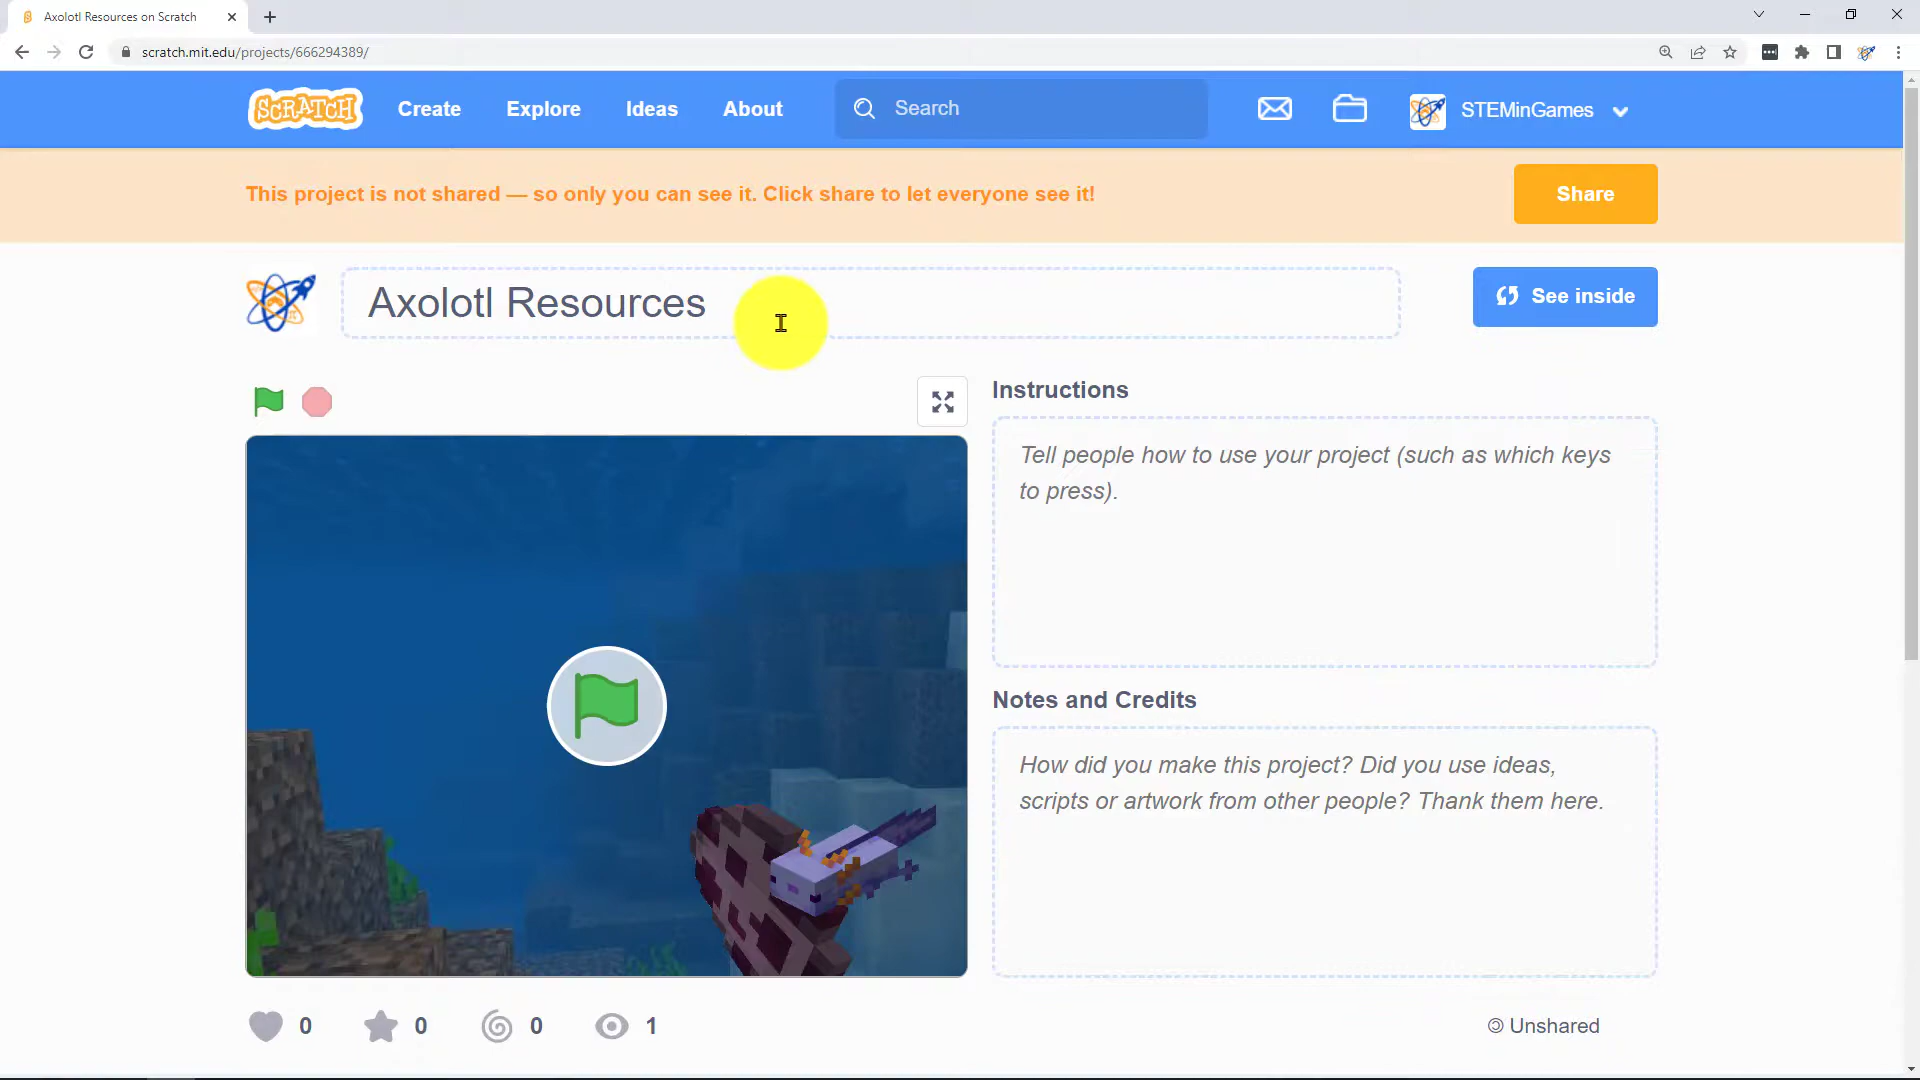 Axolotl Resources on Scratch
scratch.mit.edu/projects/666294389/
SCRATCH
Create
Explore
Ideas
About
Search
STEMinGames
This project is not shared — so only you can see it. Click share to let everyone see it!
Share
Axolotl Resources
See inside
Instructions
Tell people how to use your project (such as which keys
to press).
Notes and Credits
How did you make this project? Did you use ideas,
scripts or artwork from other people? Thank them here.
0
0
0
1
Unshared